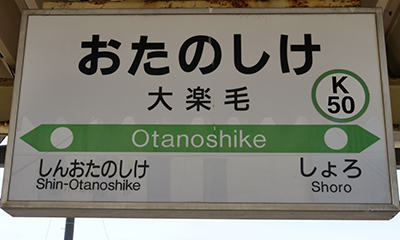 おたのしけ
K
50
大楽毛
Otanoshike
しんおたのしけ
しょろ
Shin-Otanoshike
Shoro